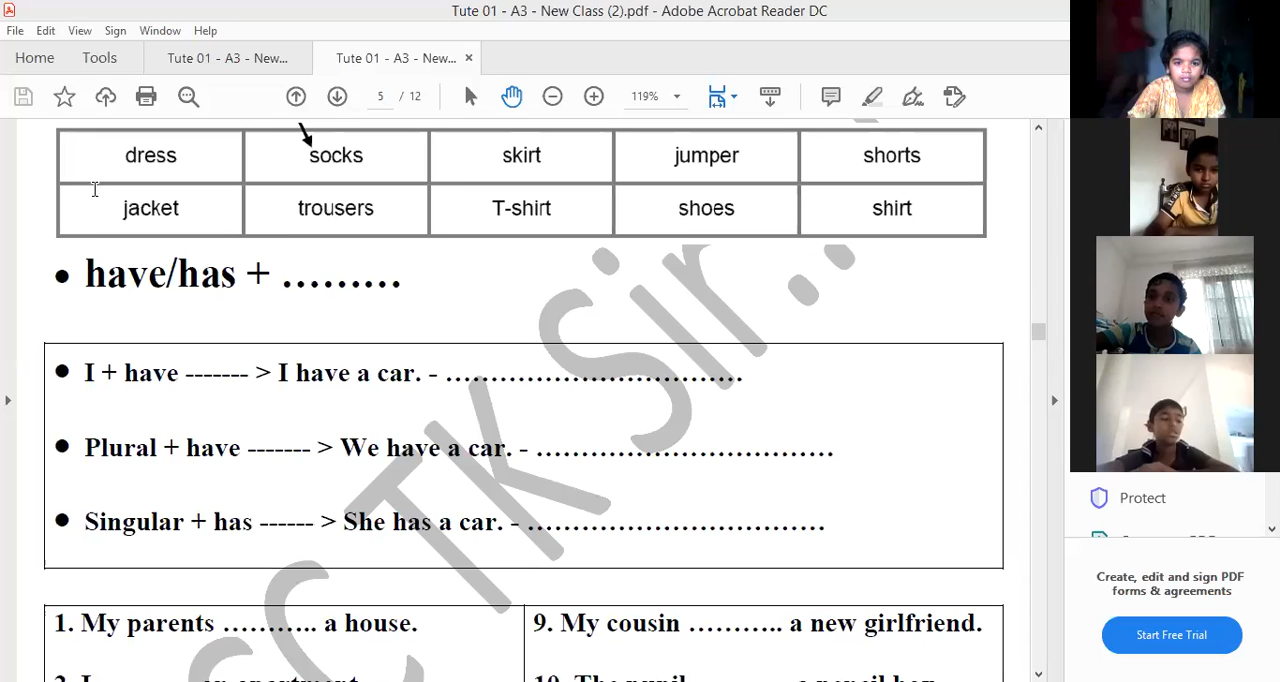 Tute 01 - A3 - New Class (2).pdf - Adobe Acrobat Reader DC
File Edit View Sign Window Help
Home Tools Tute 01 - A3 - New... Tute 01 - A3 - New... ×
5 / 12 119%
dress socks skirt jumper shorts
jacket trousers T-shirt shoes shirt
• have/has + ………
• I + have ------- > I have a car. - ……………………………
• Plural + have ------- > We have a car. - ……………………………
• Singular + has ------ > She has a car. - ……………………………
1. My parents ……….. a house.
9. My cousin ……….. a new girlfriend.
TK Sir..
Protect
Create, edit and sign PDF
forms & agreements
Start Free Trial